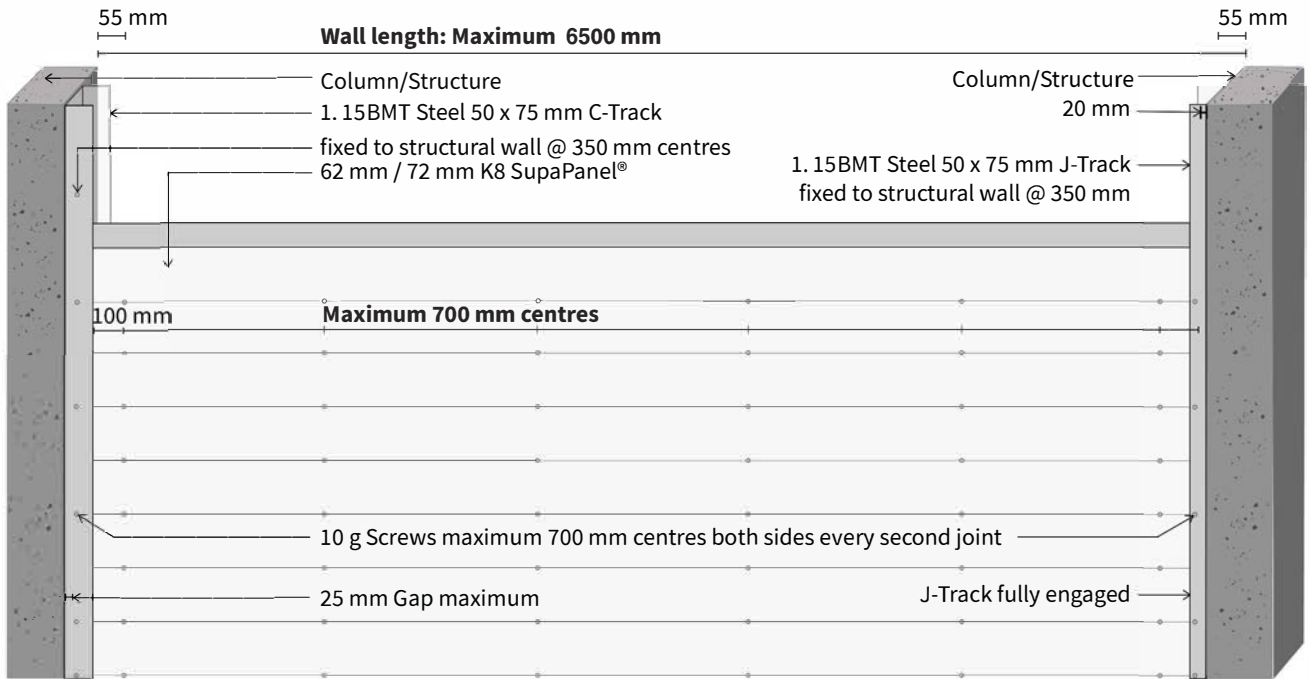 55 mm
55 mm
Wall length: Maximum 6500 mm
Column/Structure
1. 15BMT Steel 50 x 75 mm C-Track
fixed to structural wall @ 350 mm centres
62 mm / 72 mm K8 SupaPanel®
Column/Structure
20 mm
1. 15BMT Steel 50 x 75 mm J-Track
fixed to structural wall @ 350 mm
100 mm
Maximum 700 mm centres
10 g Screws maximum 700 mm centres both sides every second joint
25 mm Gap maximum
J-Track fully engaged